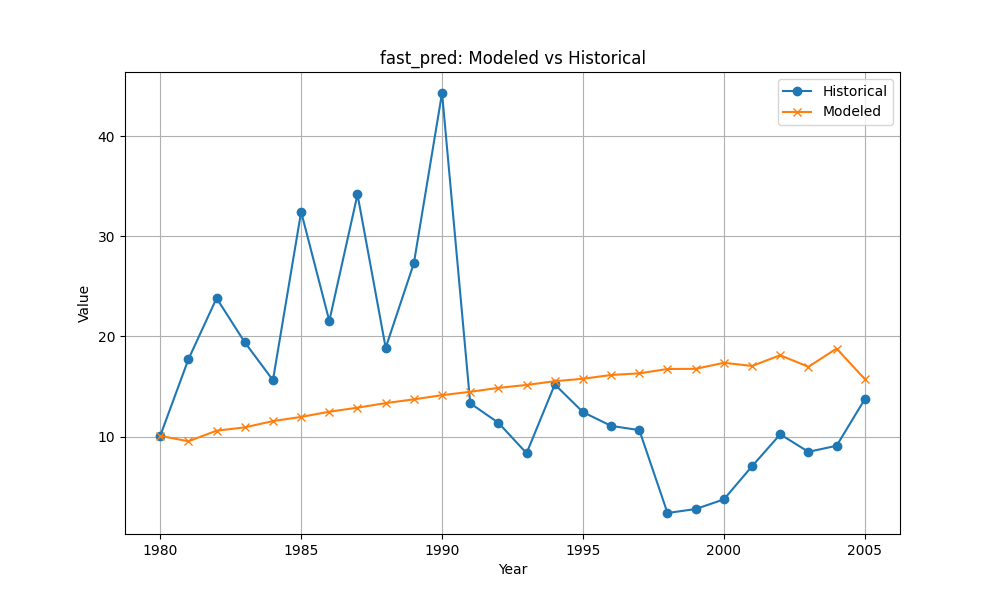 fast_pred: Modeled vs Historical
Historical
Modeled
Value
40
30
20
10
1980
1985
1990
1995
2000
2005
Year